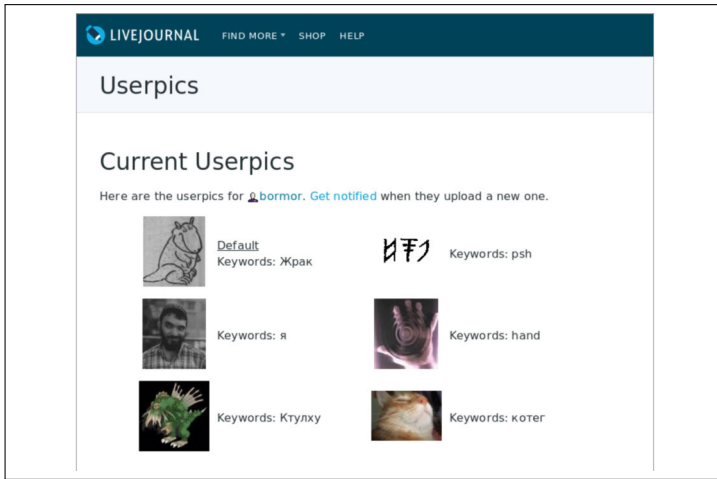 LIVEJOURNAL FIND MORE SHOP HELP
Userpics
Current Userpics
Here are the userpics for bormor. Get notified when they upload a new one.
Default
Keywords: Жрак
Keywords: psh
Keywords: я
Keywords: hand
Keywords: Ктулху
Keywords: котег